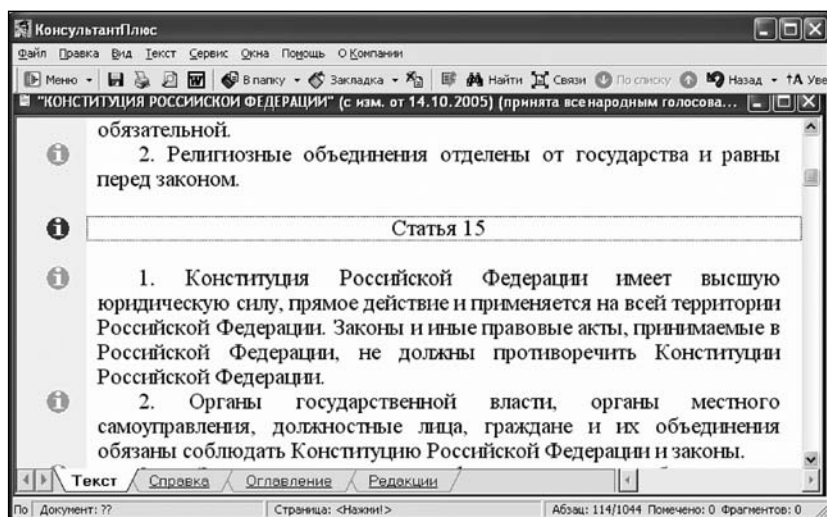 КонсультантПлюс
Файл Правка Вид Текст Сервис Окна Помощь О Компании
Меню В папку Закладка Найти Связи По списку Назад Уве
"КОНСТИТУЦИЯ РОССИЙСКОЙ ФЕДЕРАЦИИ" (с изм. от 14.10.2005) (принята всенародным голосова...
обязательной.
2. Религиозные объединения отделены от государства и равны
перед законом.
Статья 15
1. Конституция Российской Федерации имеет высшую
юридическую силу, прямое действие и применяется на всей территории
Российской Федерации. Законы и иные правовые акты, принимаемые в
Российской Федерации, не должны противоречить Конституции
Российской Федерации.
2. Органы государственной власти, органы местного
самоуправления, должностные лица, граждане и их объединения
обязаны соблюдать Конституцию Российской Федерации и законы.
Текст Справка Оглавление Редакции
По Документ: ?? Страница: <Нажми!> Абзац: 114/1044 Помечено: 0 Фрагментов: 0